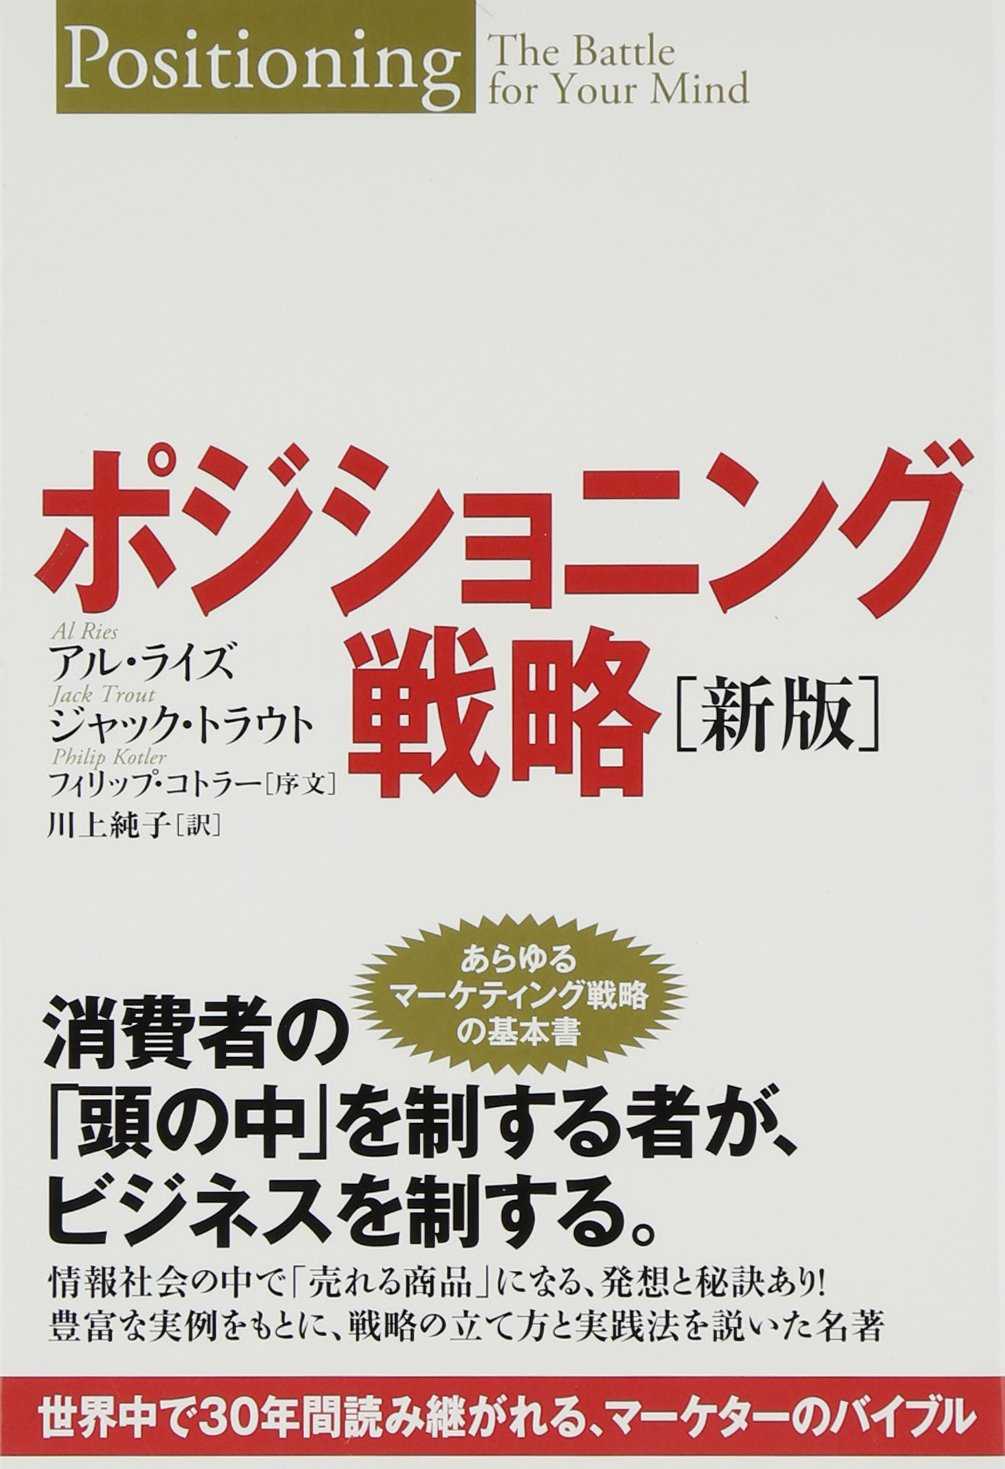 Positioning
The Battle
for Your Mind
ポジショニング
戦略[新版]
Al Ries
アル・ライズ
Jack Trout
ジャック・トラウト
Philip Kotler
フィリップ・コトラー[序文]
川上純子[訳]
あらゆる
マーケティング戦略
の基本書
消費者の
「頭の中」を制する者が、
ビジネスを制する。
情報社会の中で「売れる商品」になる、発想と秘訣あり!
豊富な実例をもとに、戦略の立て方と実践法を説いた名著
世界中で30年間読み継がれる、マーケターのバイブル